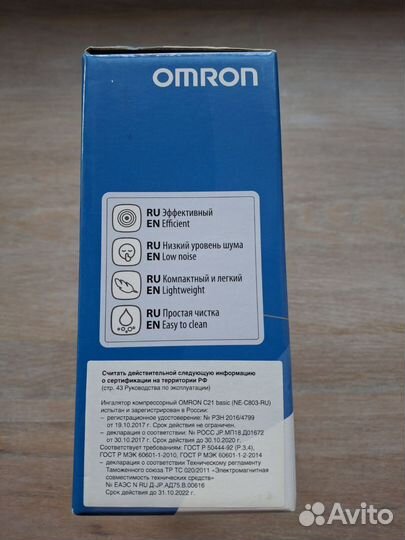 OMRON
RU Эффективный
EN Efficient
RU Низкий уровень шума
EN Low noise
RU Компактный и легкий
EN Lightweight
RU Простая чистка
EN Easy to clean
Считать действительной следующую информацию
о сертификации на территории РФ
(стр. 43 Руководства по эксплуатации)
Ингалятор компрессорный OMRON C21 basic (NE-C803-RU)
испытан и зарегистрирован в России:
– регистрационное удостоверение: № РЗН 2016/4799
от 19.10.2017 г. Срок действия не ограничен.
– декларация о соответствии: № РОСС JP.МП18.Д01672
от 30.10.2017 г. Срок действия до 30.10.2020 г.
Соответствует требованиям: ГОСТ Р 50444-92 (Р.3,4),
ГОСТ Р МЭК 60601-1-2010, ГОСТ Р МЭК 60601-1-2-2014
– декларация о соответствии Техническому регламенту
Таможенного союза ТР ТС 020/2011 «Электромагнитная
совместимость технических средств»
№ ЕАЭС N RU Д-JP.АД75.В.00616
Срок действия до 31.10.2022 г.
Avito